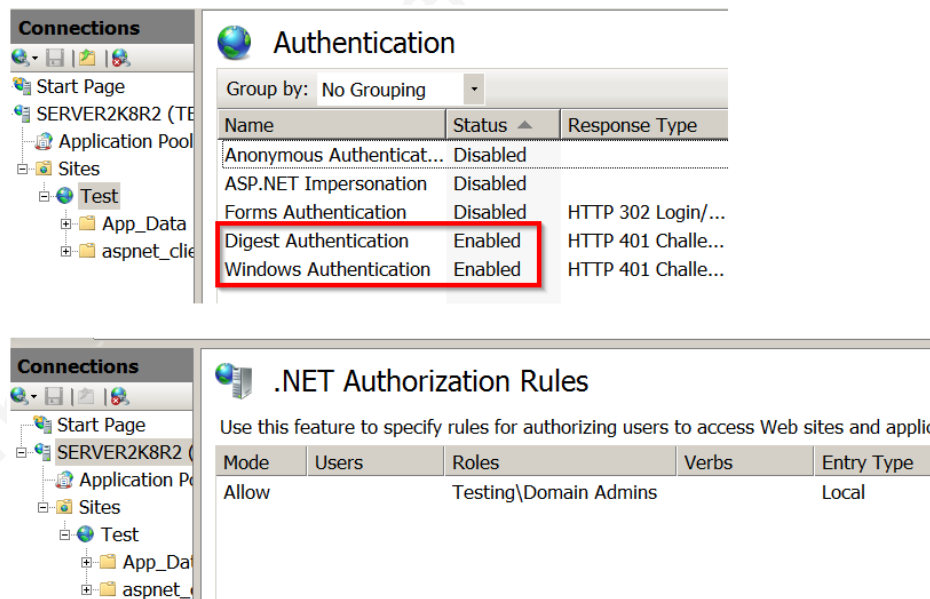 Connections
Authentication
Group by: No Grouping
Start Page
SERVER2K8R2 (TE
Application Pool
Sites
Test
App_Data
aspnet_clie
Name Status Response Type
Anonymous Authenticat... Disabled
ASP.NET Impersonation Disabled
Forms Authentication Disabled HTTP 302 Login/...
Digest Authentication Enabled HTTP 401 Challe...
Windows Authentication Enabled HTTP 401 Challe...
Connections
.NET Authorization Rules
Use this feature to specify rules for authorizing users to access Web sites and applic
Start Page
SERVER2K8R2 (
Application Po
Sites
Test
App_Dat
aspnet_
Mode Users Roles Verbs Entry Type
Allow Testing\Domain Admins Local